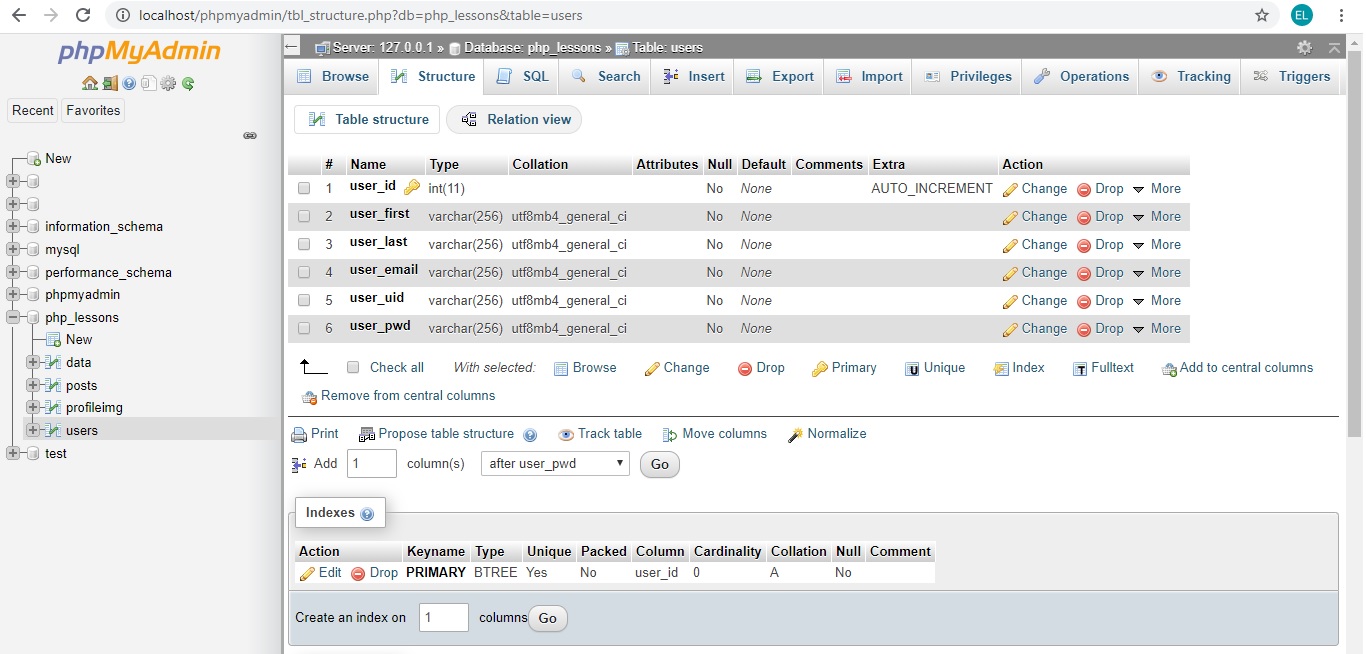 localhost/phpmyadmin/tbl_structure.php?db=php_lessons&table=users
EL
phpMyAdmin
Recent Favorites
New
information_schema
mysql
performance_schema
phpmyadmin
php_lessons
New
data
posts
profileimg
users
test
Server: 127.0.0.1 » Database: php_lessons » Table: users
Browse Structure SQL Search Insert Export Import Privileges Operations Tracking Triggers
Table structure Relation view
# Name Type Collation Attributes Null Default Comments Extra Action
1 user_id int(11) No None AUTO_INCREMENT Change Drop More
2 user_first varchar(256) utf8mb4_general_ci No None Change Drop More
3 user_last varchar(256) utf8mb4_general_ci No None Change Drop More
4 user_email varchar(256) utf8mb4_general_ci No None Change Drop More
5 user_uid varchar(256) utf8mb4_general_ci No None Change Drop More
6 user_pwd varchar(256) utf8mb4_general_ci No None Change Drop More
Check all With selected: Browse Change Drop Primary Unique Index Fulltext Add to central columns
Remove from central columns
Print Propose table structure Track table Move columns Normalize
Add 1 column(s) after user_pwd Go
Indexes
Action Keyname Type Unique Packed Column Cardinality Collation Null Comment
Edit Drop PRIMARY BTREE Yes No user_id 0 A No
Create an index on 1 columns Go